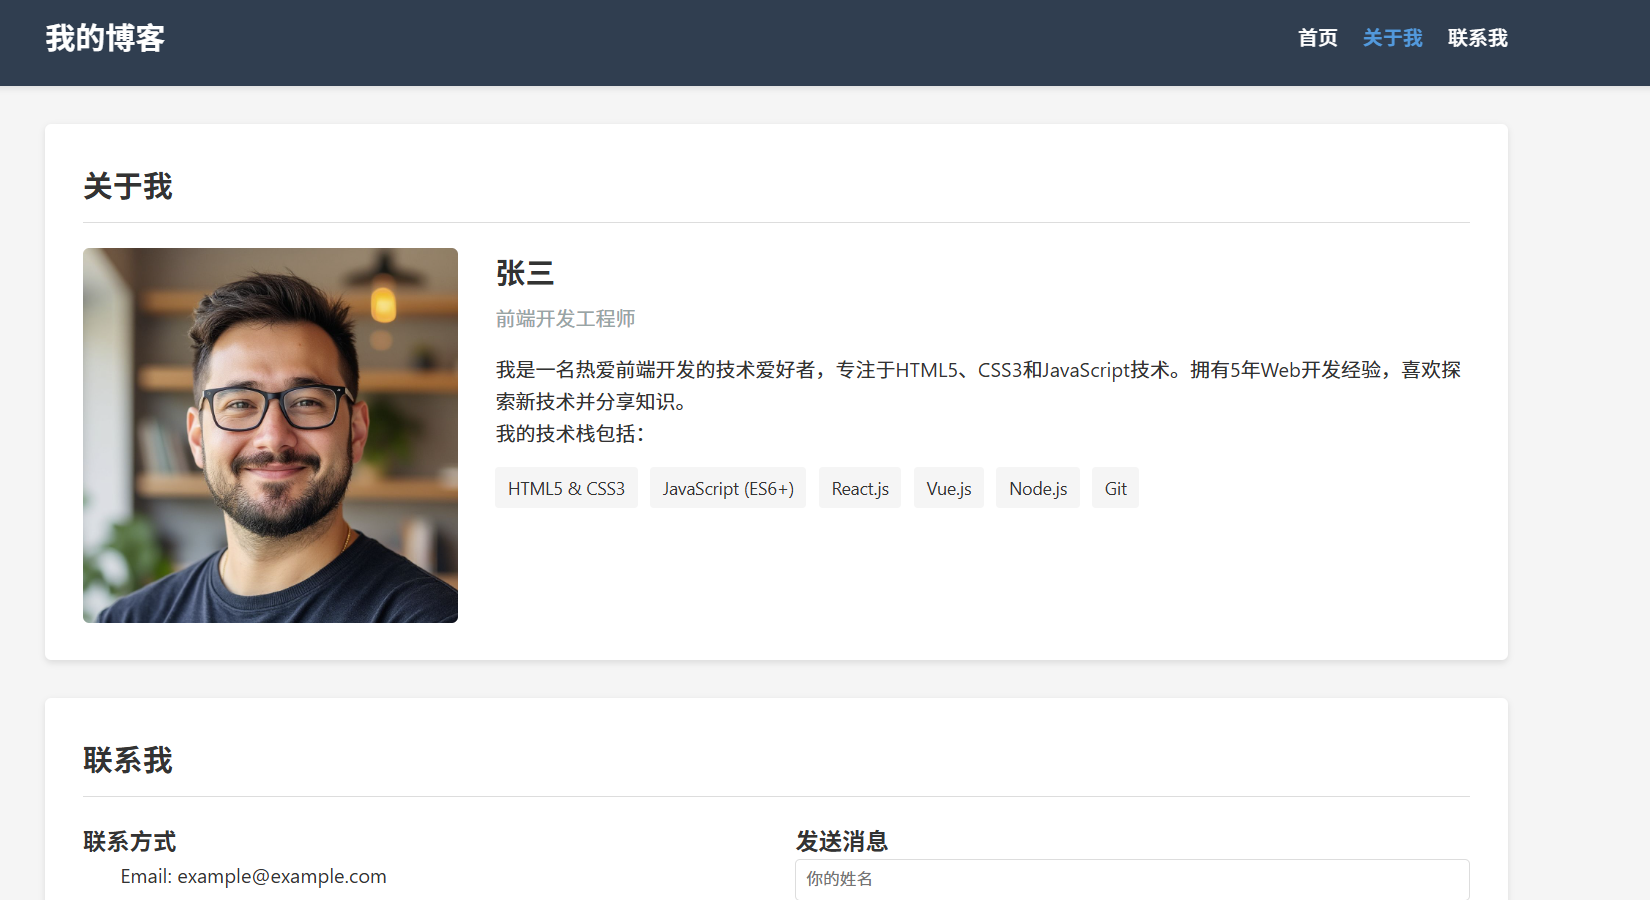 我的博客
首页 关于我 联系我
关于我
张三
前端开发工程师
我是一名热爱前端开发的技术爱好者，专注于HTML5、CSS3和JavaScript技术。拥有5年Web开发经验，喜欢探
索新技术并分享知识。
我的技术栈包括：
HTML5 & CSS3 JavaScript (ES6+) React.js Vue.js Node.js Git
联系我
联系方式
Email: example@example.com
发送消息
你的姓名